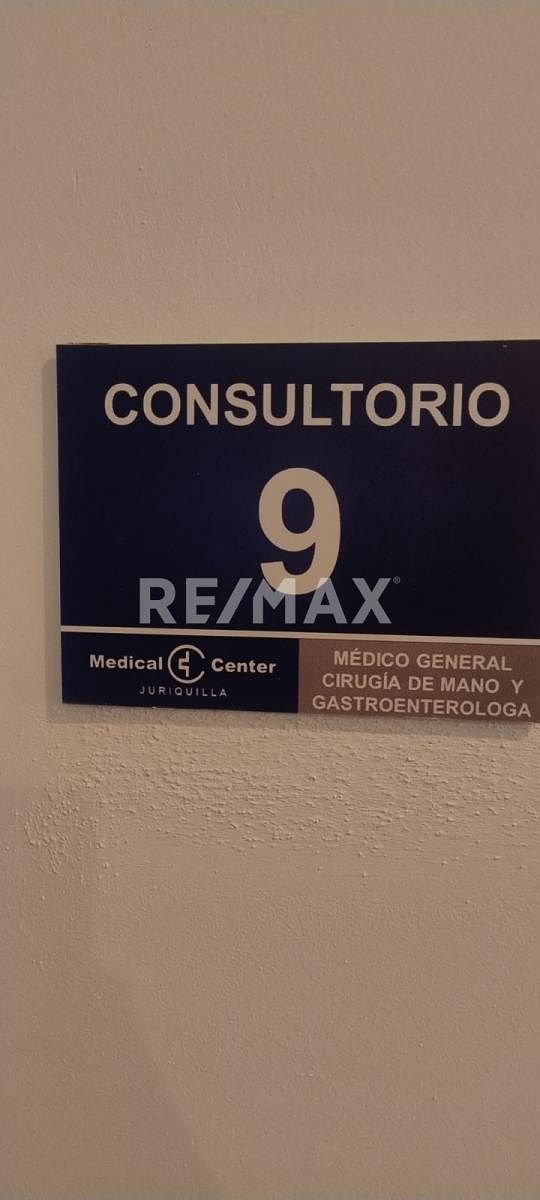 CONSULTORIO
9
RE/MAX®
Medical Center
JURIQUILLA
MÉDICO GENERAL
CIRUGÍA DE MANO Y
GASTROENTEROLOGA